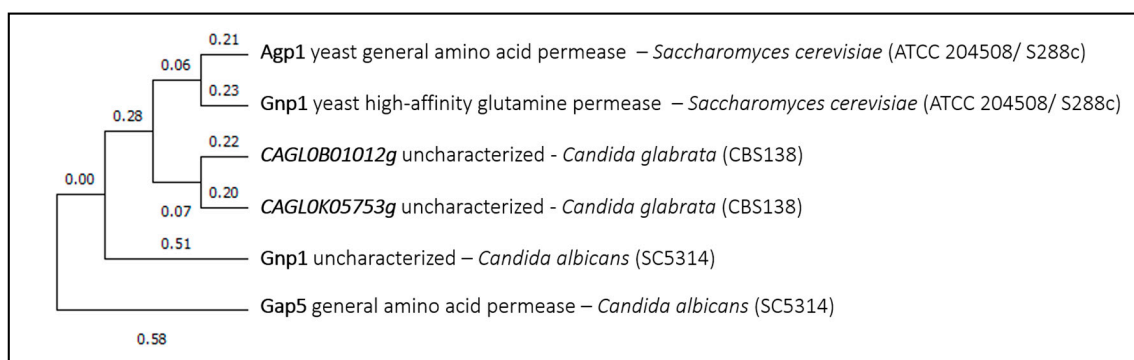 0.21
Agp1 yeast general amino acid permease – Saccharomyces cerevisiae (ATCC 204508/ S288c)
0.06
0.23
Gnp1 yeast high-affinity glutamine permease – Saccharomyces cerevisiae (ATCC 204508/ S288c)
0.28
0.22
CAGL0B01012g uncharacterized - Candida glabrata (CBS138)
0.00
0.20
CAGL0K05753g uncharacterized - Candida glabrata (CBS138)
0.07
0.51
Gnp1 uncharacterized – Candida albicans (SC5314)
Gap5 general amino acid permease – Candida albicans (SC5314)
0.58